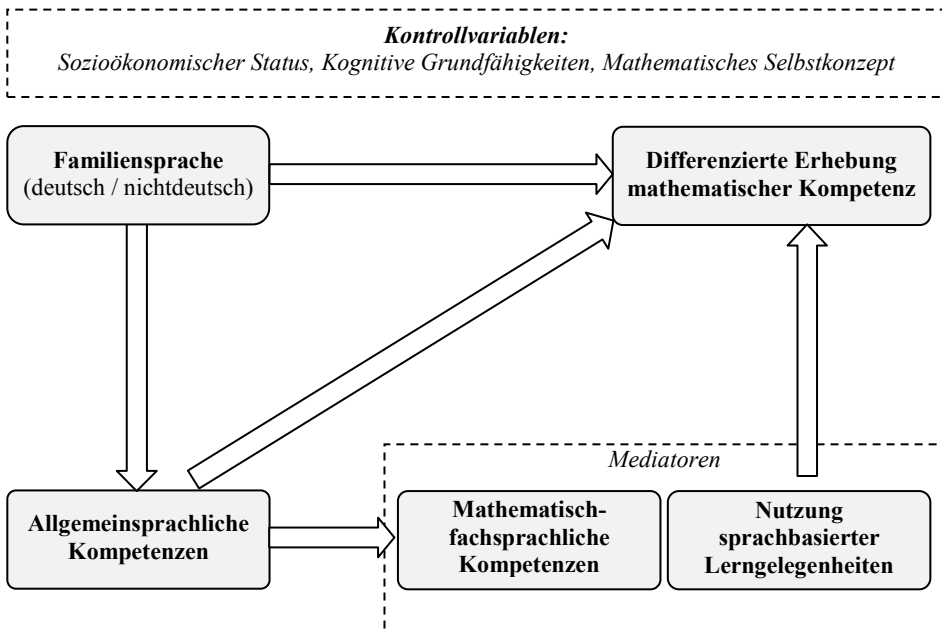 Kontrollvariablen:
Sozioökonomischer Status, Kognitive Grundfähigkeiten, Mathematisches Selbstkonzept
Familiensprache
(deutsch / nichtdeutsch)
Differenzierte Erhebung
mathematischer Kompetenz
Mediatoren
Allgemeinsprachliche
Kompetenzen
Mathematisch-
fachsprachliche
Kompetenzen
Nutzung
sprachbasierter
Lerngelegenheiten